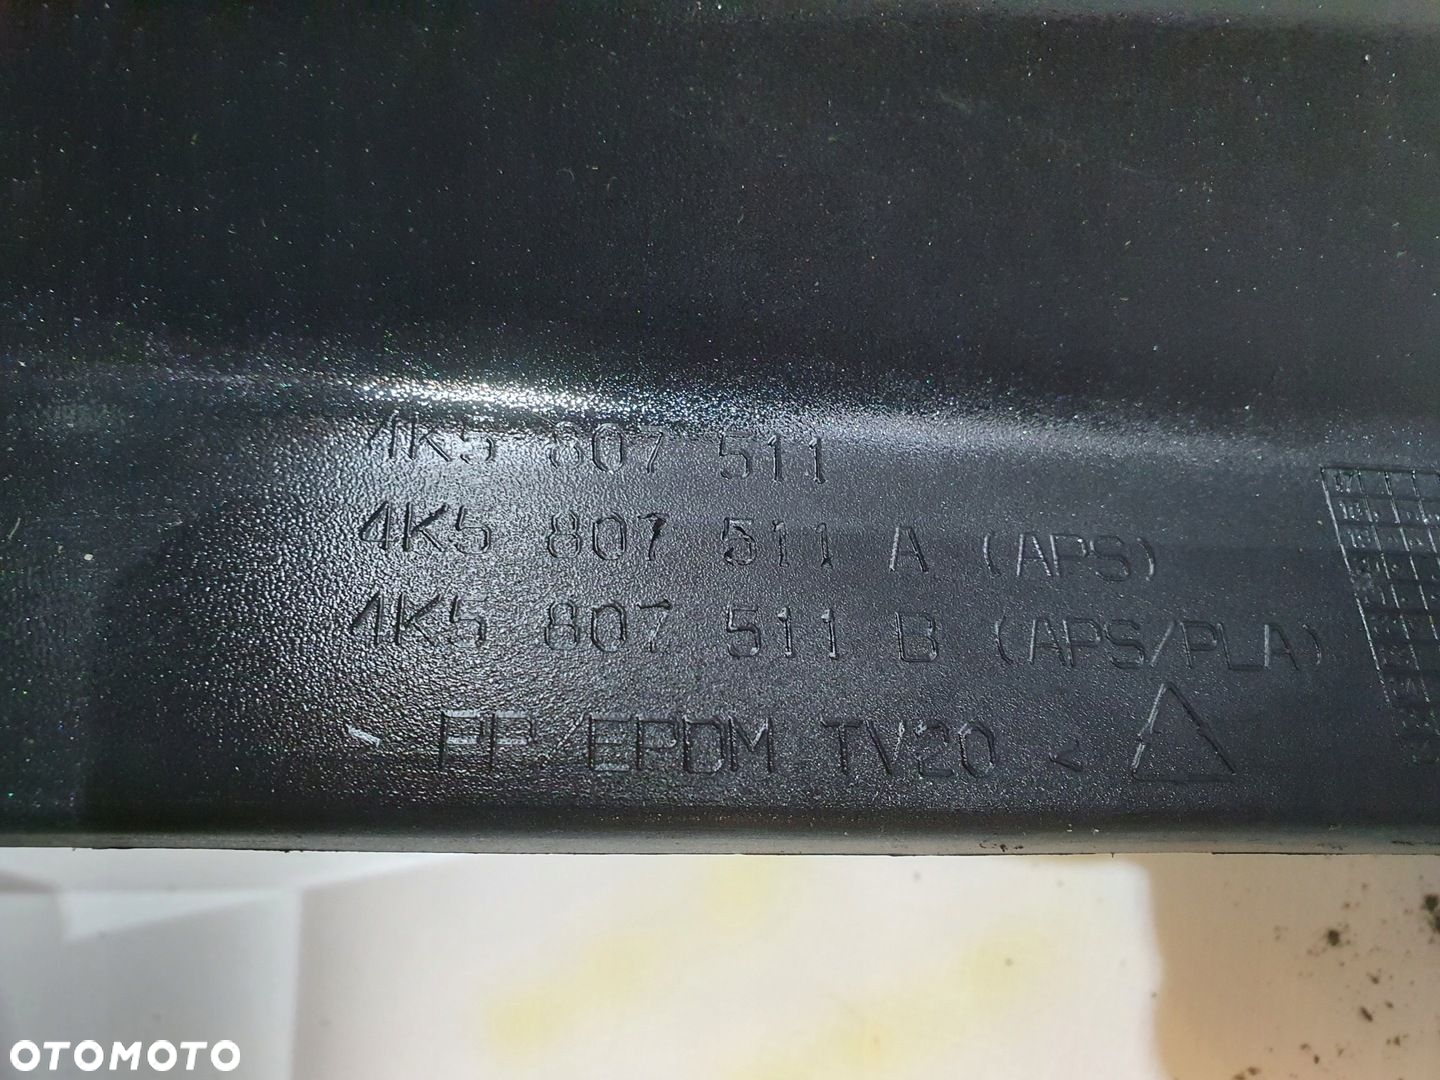 4K5 807 511
4K5 807 511 A (APS)
4K5 807 511 B (APS/PLA)
> PP/EPDM TV20 <
OTOMOTO